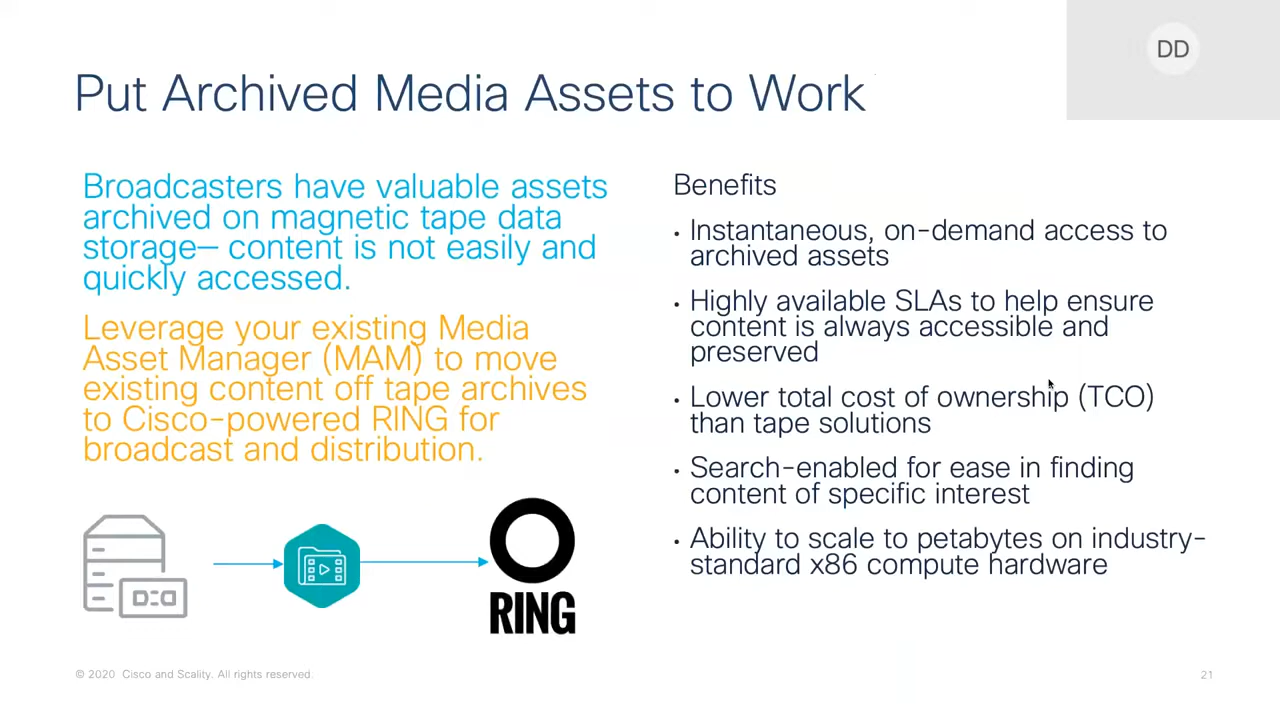 DD
Put Archived Media Assets to Work
Broadcasters have valuable assets
archived on magnetic tape data
storage— content is not easily and
quickly accessed.
Leverage your existing Media
Asset Manager (MAM) to move
existing content off tape archives
to Cisco-powered RING for
broadcast and distribution.
RING
Benefits
• Instantaneous, on-demand access to
archived assets
• Highly available SLAs to help ensure
content is always accessible and
preserved
• Lower total cost of ownership (TCO)
than tape solutions
• Search-enabled for ease in finding
content of specific interest
• Ability to scale to petabytes on industry-
standard x86 compute hardware
© 2020 Cisco and Scality. All rights reserved.
21